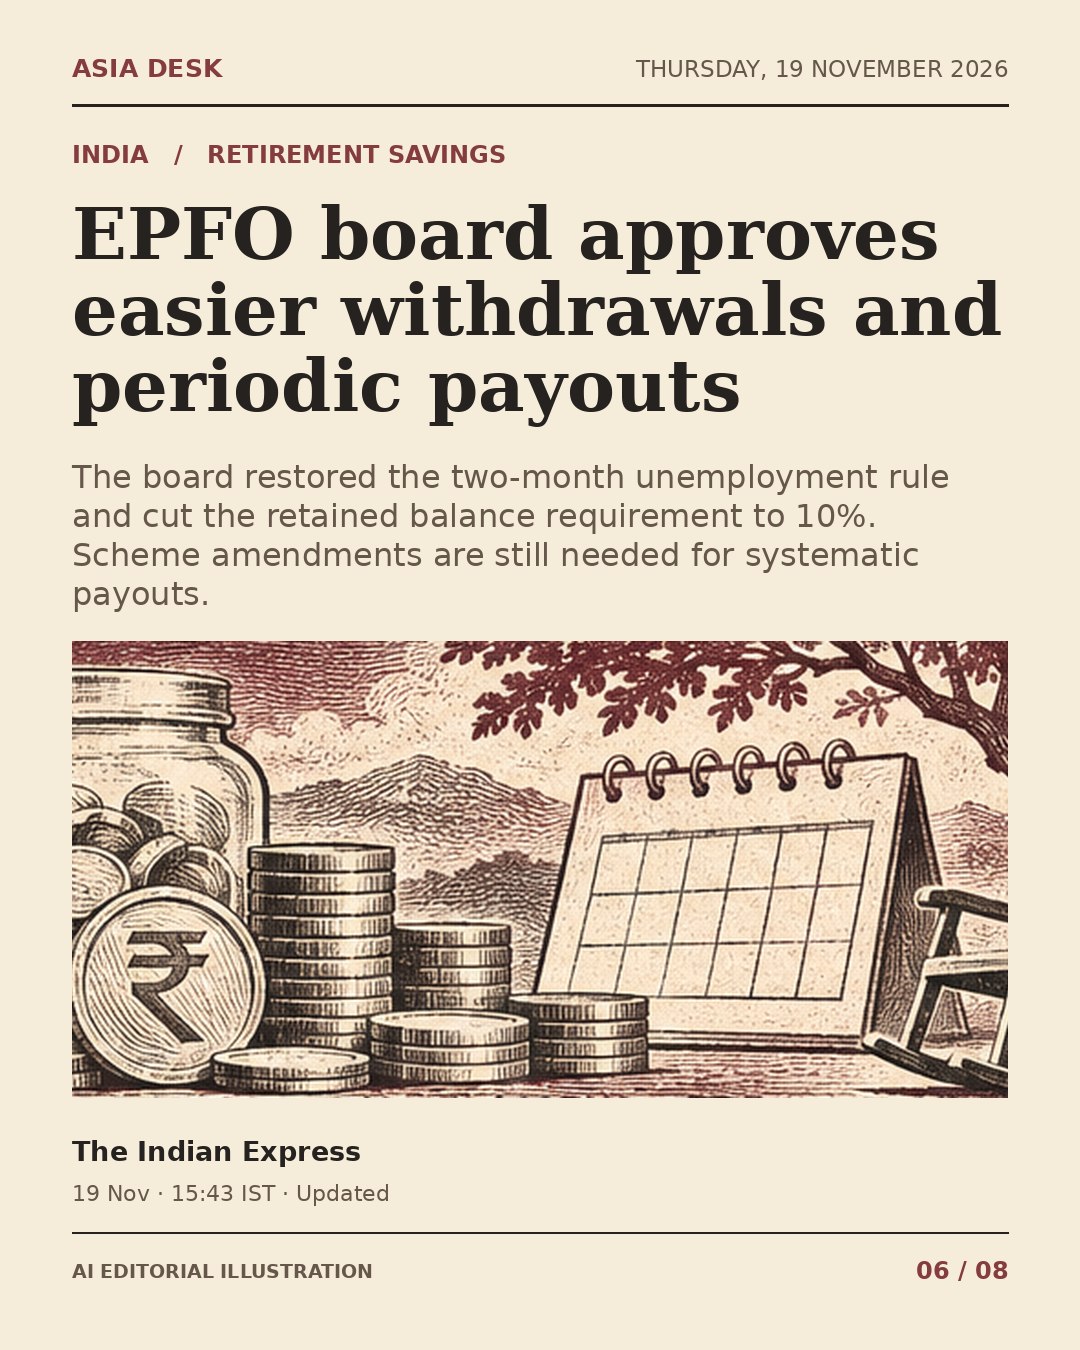 ASIA DESK
THURSDAY, 19 NOVEMBER 2026
INDIA / RETIREMENT SAVINGS
EPFO board approves
easier withdrawals and
periodic payouts
The board restored the two-month unemployment rule
and cut the retained balance requirement to 10%.
Scheme amendments are still needed for systematic
payouts.
₹
The Indian Express
19 Nov · 15:43 IST · Updated
AI EDITORIAL ILLUSTRATION
06 / 08